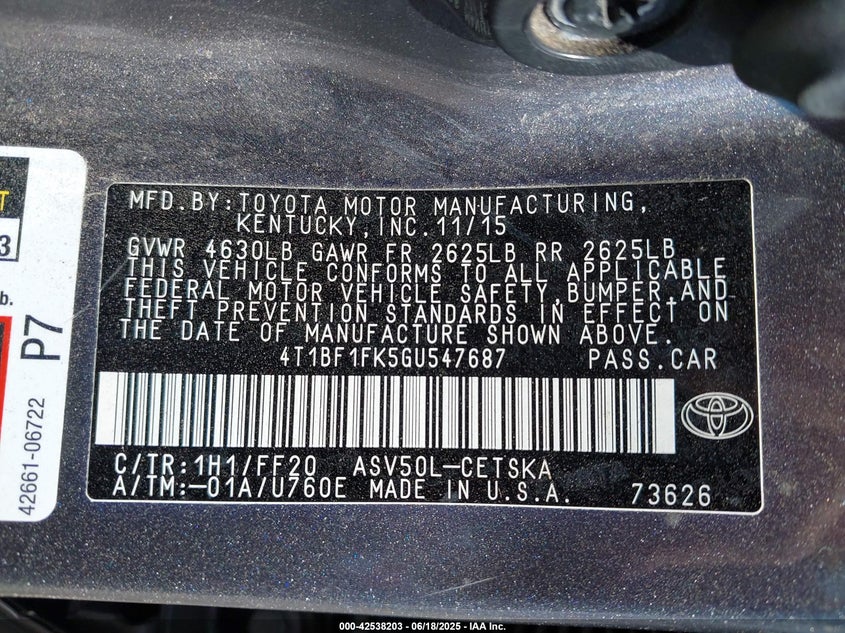 MFD.BY:TOYOTA MOTOR MANUFACTURING,
KENTUCKY,INC.11/15
GVWR 4630LB GAWR FR 2625LB RR 2625LB
THIS VEHICLE CONFORMS TO ALL APPLICABLE
FEDERAL MOTOR VEHICLE SAFETY,BUMPER,AND
THEFT PREVENTION STANDARDS IN EFFECT ON
THE DATE OF MANUFACTURE SHOWN ABOVE.
4T1BF1FK5GU547687 PASS.CAR
C/TR:1H1/FF20 ASV50L-CETSKA
A/TM:-01A/U760E MADE IN U.S.A. 73626
T
3
b.
P7
42661-06722
000-42538203 - 06/18/2025 - IAA Inc.